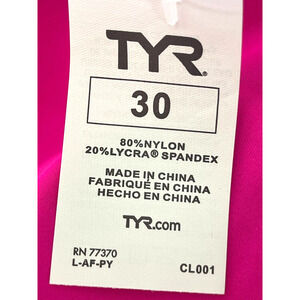 TYR®
30
80%NYLON
20%LYCRA® SPANDEX
MADE IN CHINA
FABRIQUÉ EN CHINA
HECHO EN CHINA
TYR.com
RN 77370
L-AF-PY
CL001